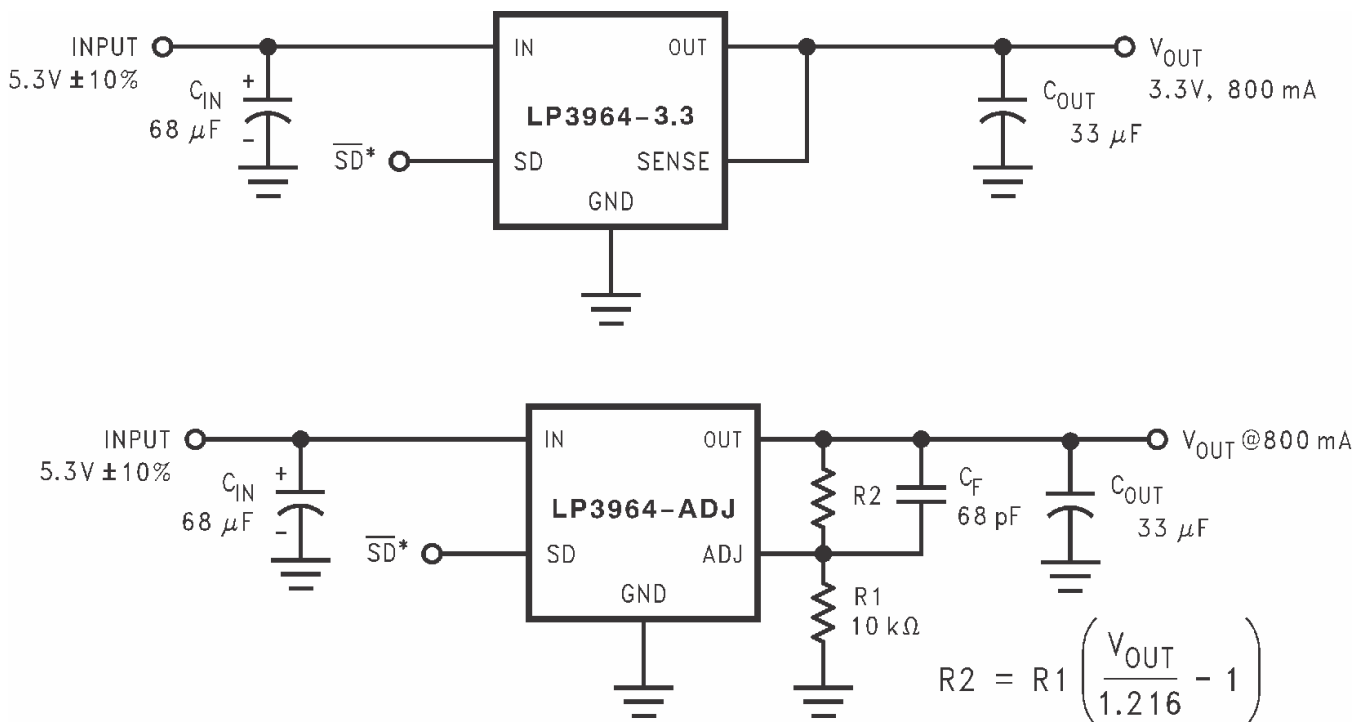 INPUT
5.3V ±10%
C_IN
68 μF
+
−
IN
OUT
LP3964-3.3
SD*
SD
SENSE
GND
C_OUT
33 μF
V_OUT
3.3V, 800 mA
INPUT
5.3V ±10%
C_IN
68 μF
+
−
IN
OUT
LP3964-ADJ
SD*
SD
ADJ
GND
R2
C_F
68 pF
R1
10 kΩ
C_OUT
33 μF
V_OUT @800 mA
R2 = R1 (V_OUT / 1.216 − 1)